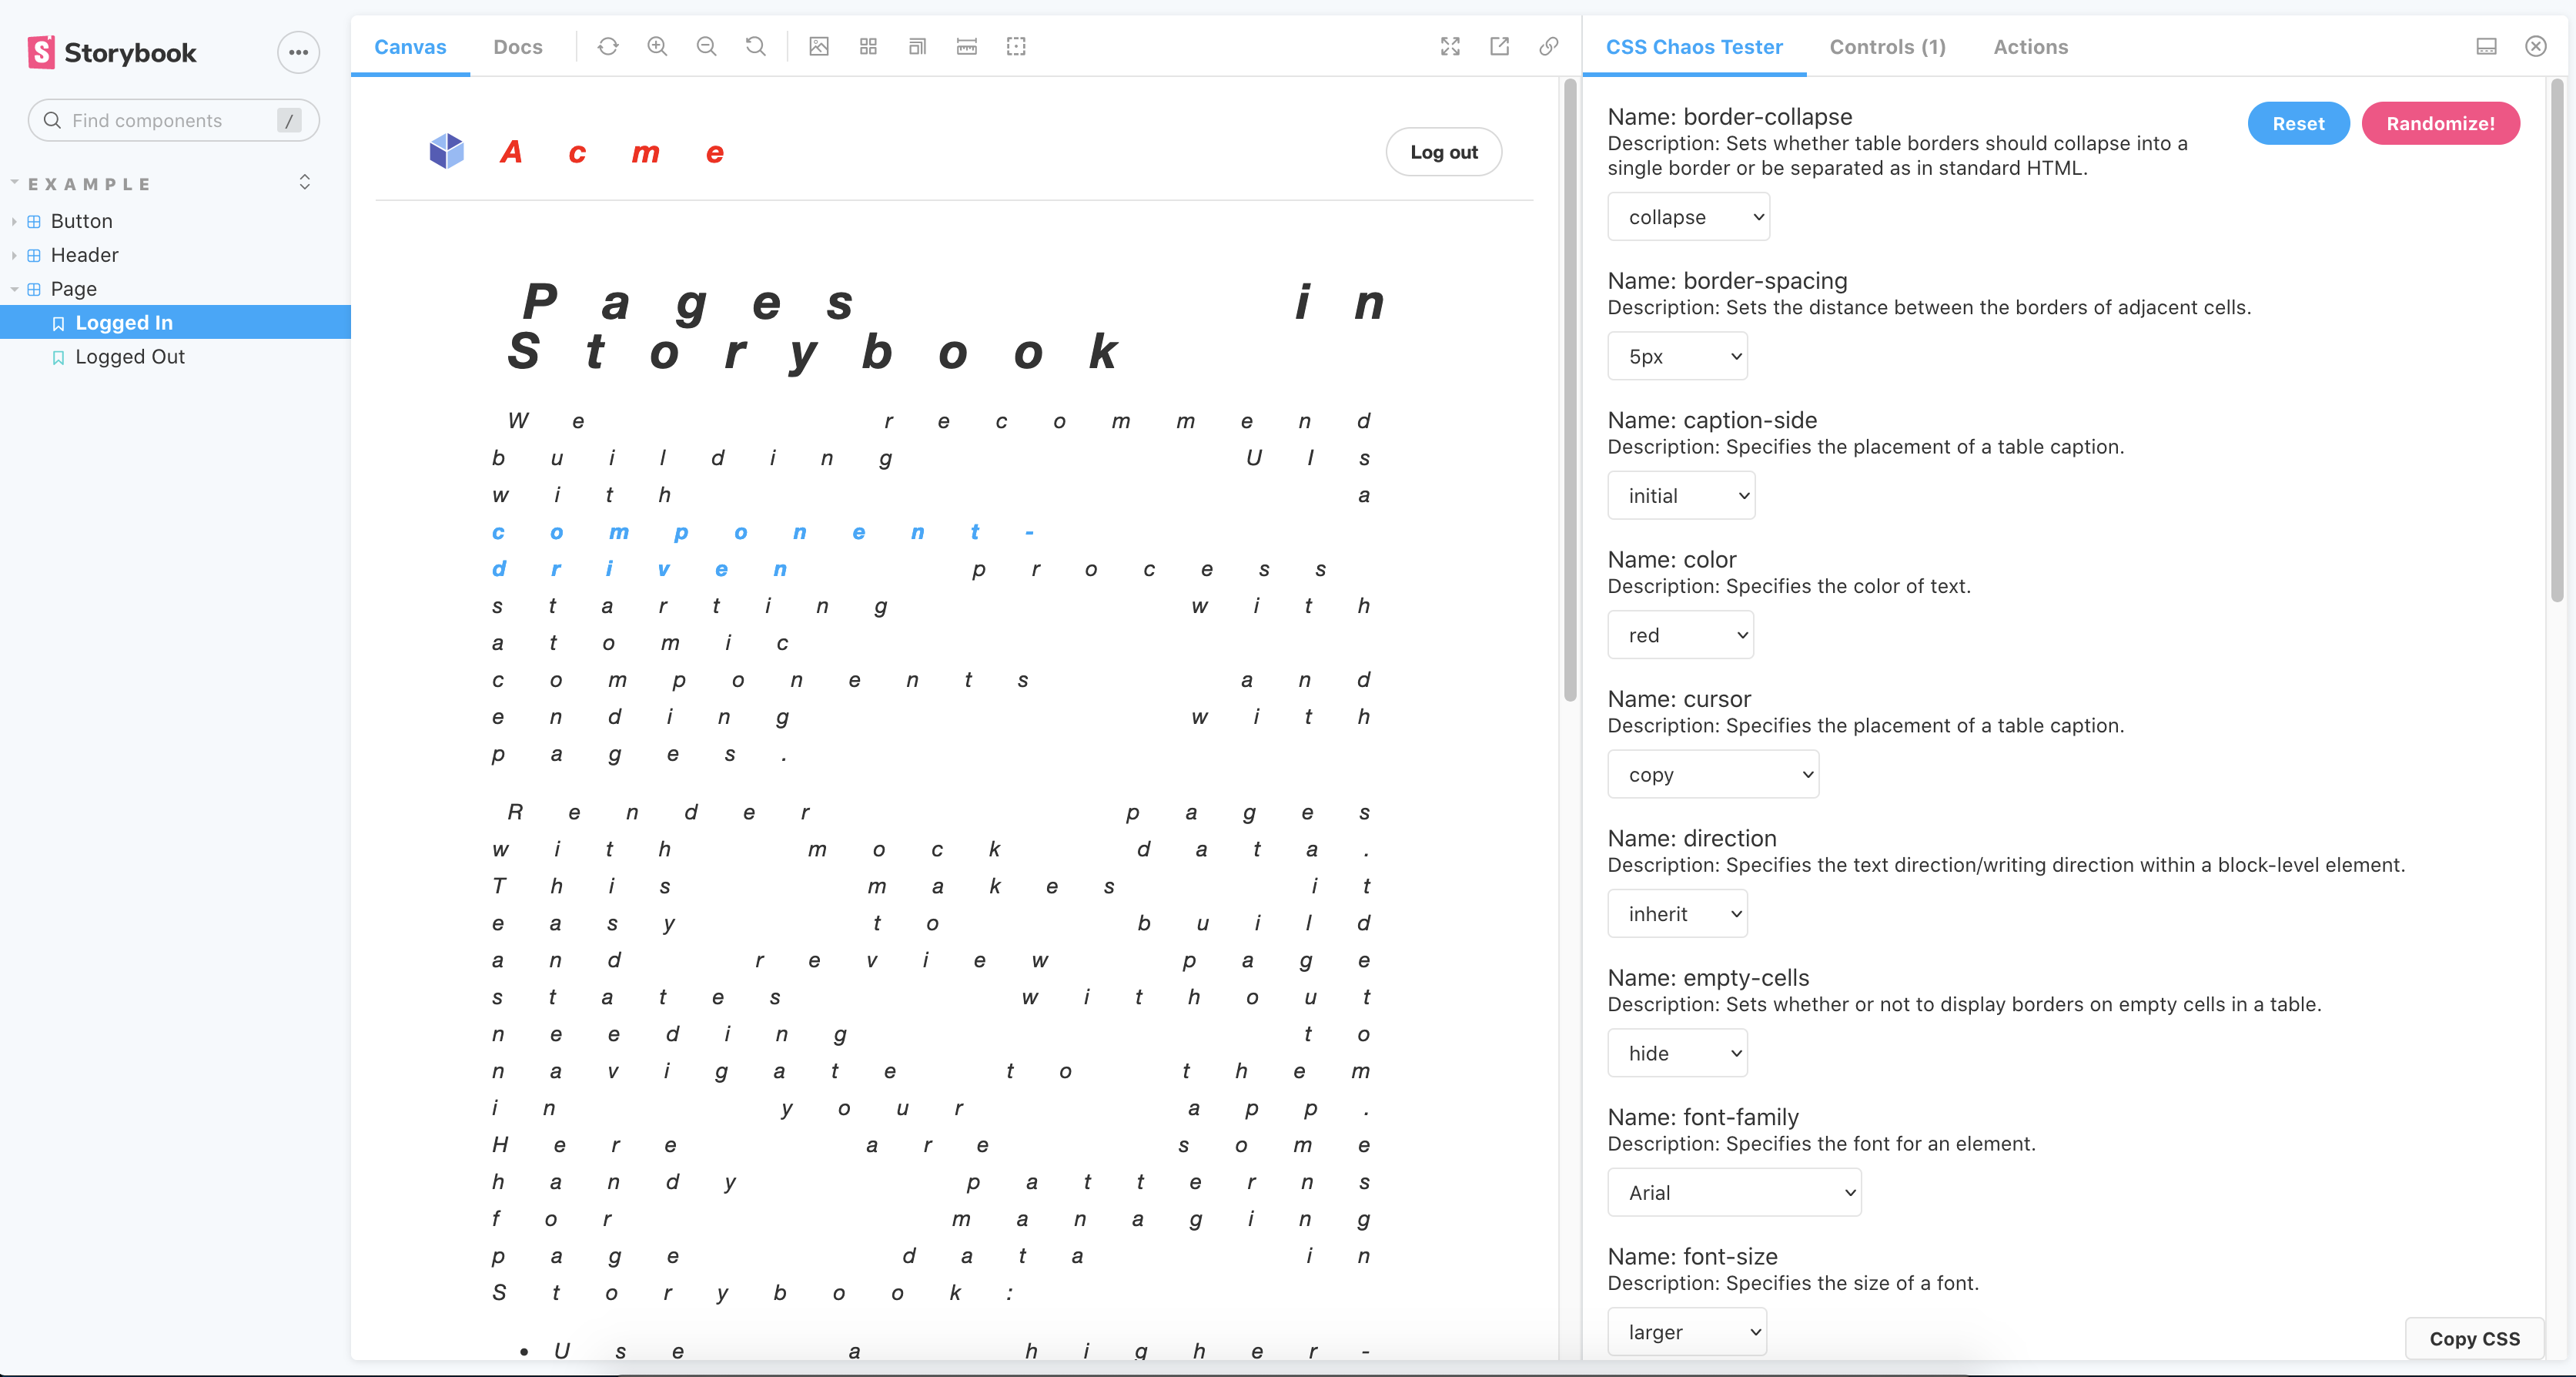 Storybook
Find components
/
EXAMPLE
Button
Header
Page
Logged In
Logged Out
Canvas
Docs
Acme
Log out
Pages in
Storybook
We recommend
building UIs
with a
component-
driven process
starting with
atomic
components and
ending with
pages.
Render pages
with mock data.
This makes it
easy to build
and review page
states without
needing to
navigate to them
in your app.
Here are some
handy patterns
for managing
page data in
Storybook:
• Use a higher-
CSS Chaos Tester
Controls (1)
Actions
Reset
Randomize!
Name: border-collapse
Description: Sets whether table borders should collapse into a
single border or be separated as in standard HTML.
collapse
Name: border-spacing
Description: Sets the distance between the borders of adjacent cells.
5px
Name: caption-side
Description: Specifies the placement of a table caption.
initial
Name: color
Description: Specifies the color of text.
red
Name: cursor
Description: Specifies the placement of a table caption.
copy
Name: direction
Description: Specifies the text direction/writing direction within a block-level element.
inherit
Name: empty-cells
Description: Sets whether or not to display borders on empty cells in a table.
hide
Name: font-family
Description: Specifies the font for an element.
Arial
Name: font-size
Description: Specifies the size of a font.
larger
Copy CSS